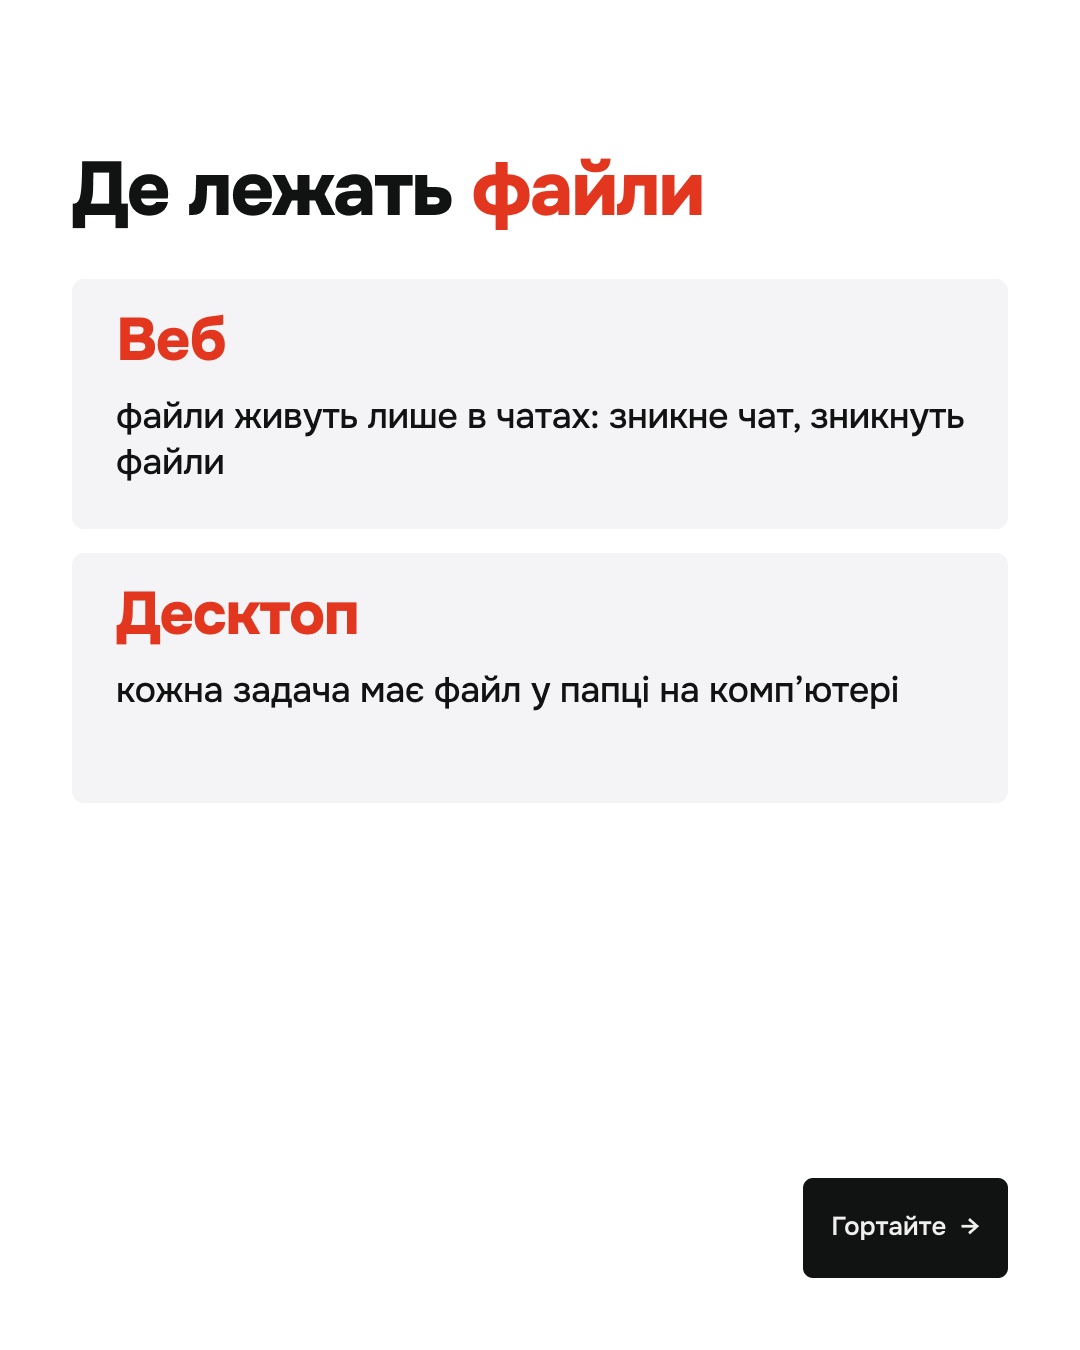 Де лежать файли
Веб
файли живуть лише в чатах: зникне чат, зникнуть
файли
Десктоп
кожна задача має файл у папці на комп’ютері
Гортайте →